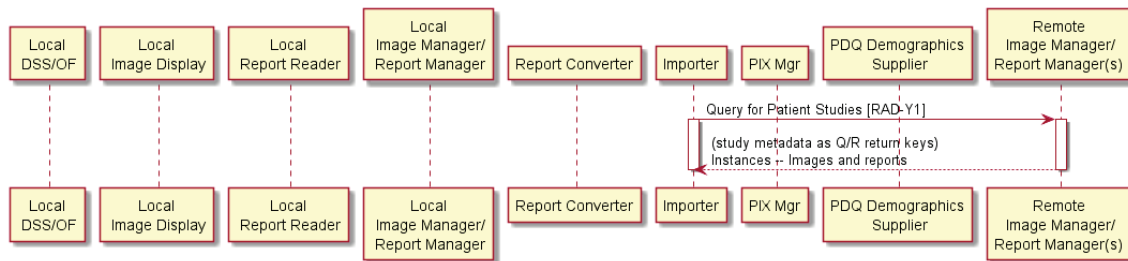 Local
DSS/OF
Local
Image Display
Local
Report Reader
Local
Image Manager/
Report Manager
Report Converter
Importer
PIX Mgr
PDQ Demographics
Supplier
Remote
Image Manager/
Report Manager(s)
Query for Patient Studies [RAD-Y1]
(study metadata as Q/R return keys)
Instances -- Images and reports
Local
DSS/OF
Local
Image Display
Local
Report Reader
Local
Image Manager/
Report Manager
Report Converter
Importer
PIX Mgr
PDQ Demographics
Supplier
Remote
Image Manager/
Report Manager(s)